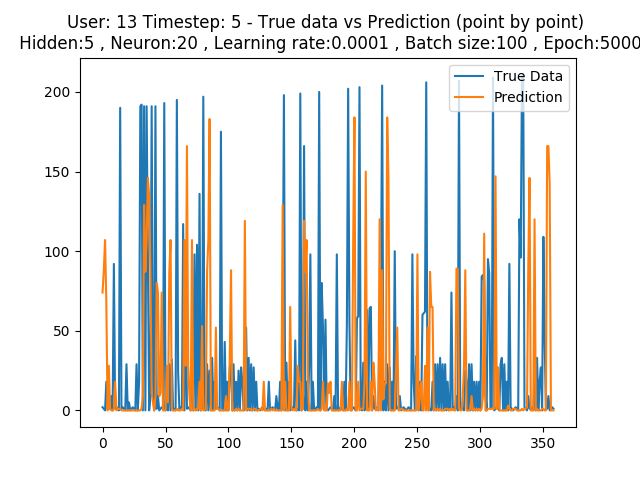 User: 13 Timestep: 5 - True data vs Prediction (point by point)
Hidden:5 , Neuron:20 , Learning rate:0.0001 , Batch size:100 , Epoch:5000
True Data
Prediction
200
150
100
50
0
0 50 100 150 200 250 300 350